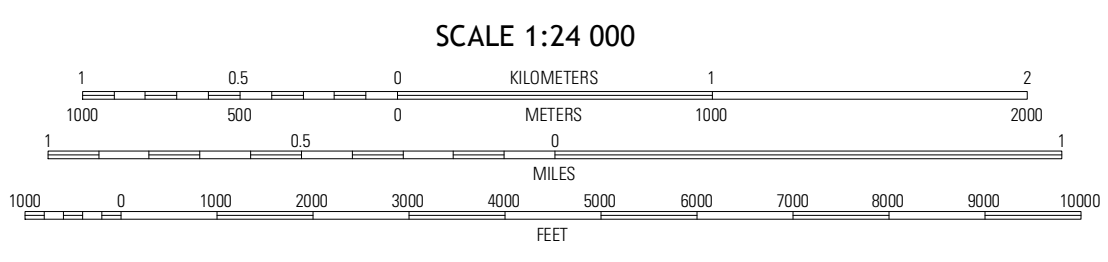 SCALE 1:24 000
1 0.5 0 KILOMETERS 1 2
1000 500 0 METERS 1000 2000
1 0.5 0 1
MILES
1000 0 1000 2000 3000 4000 5000 6000 7000 8000 9000 10000
FEET